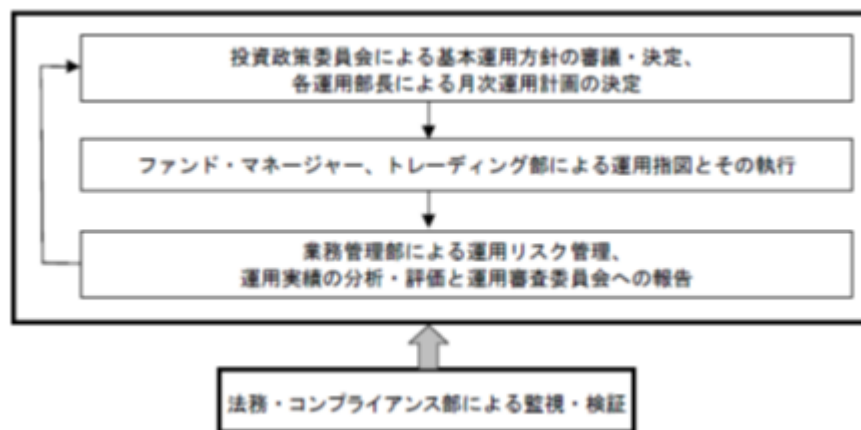 投資政策委員会による基本運用方針の審議・決定、
各運用部長による月次運用計画の決定
ファンド・マネージャー、トレーディング部による運用指図とその執行
業務管理部による運用リスク管理、
運用実績の分析・評価と運用審査委員会への報告
法務・コンプライアンス部による監視・検証